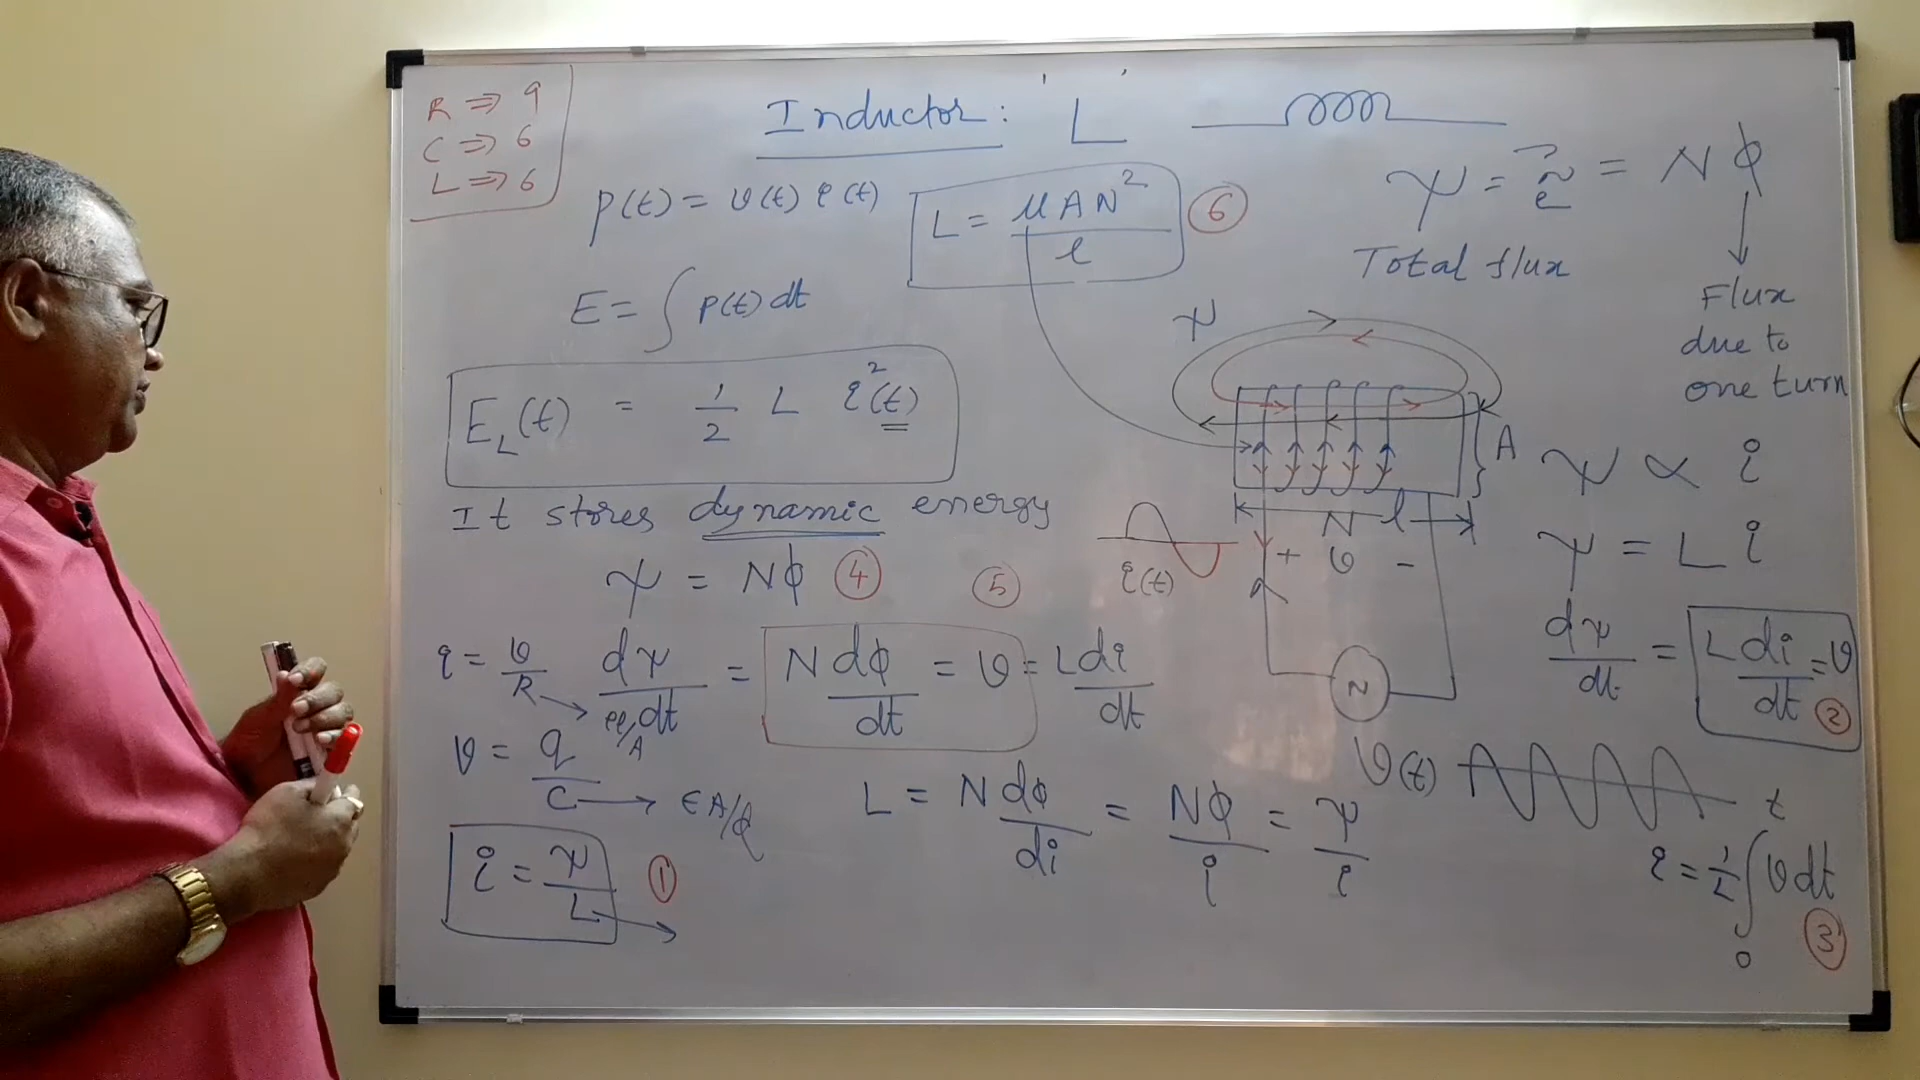 R ⇒ 9
C ⇒ 6
L ⇒ 6
Inductor: 'L'
p(t) = v(t) i(t)
L = μAN²/l ⑥
ψ = = Nϕ
Total flux
Flux
due to
one turn
E = ∫ p(t) dt
E_L(t) = 1/2 L i²(t)
It stores dynamic energy
ψ = Nϕ ④ ⑤
i = v/R → ρl/A
dψ/dt = N dϕ/dt = v = L di/dt
v = q/C → ϵA/d
i = ψ/L → ①
L = N dϕ/di = Nϕ/i = ψ/i
ψ
A
N l
+ v -
i(t)
~
v(t) t
ψ ∝ i
ψ = L i
dψ/dt = L di/dt = v ②
i = 1/L ∫₀ v dt
③